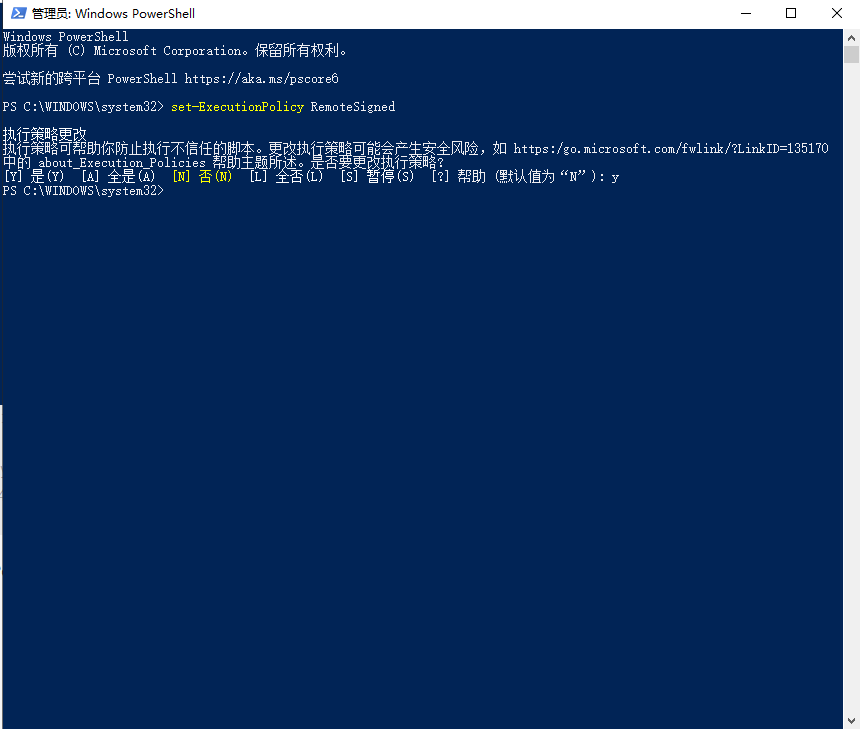 管理员: Windows PowerShell
Windows PowerShell
版权所有 (C) Microsoft Corporation。保留所有权利。
尝试新的跨平台 PowerShell https://aka.ms/pscore6
PS C:\WINDOWS\system32> set-ExecutionPolicy RemoteSigned
执行策略更改
执行策略可帮助你防止执行不信任的脚本。更改执行策略可能会产生安全风险，如 https:/go.microsoft.com/fwlink/?LinkID=135170
中的 about_Execution_Policies 帮助主题所述。是否要更改执行策略?
[Y] 是(Y)  [A] 全是(A)  [N] 否(N)  [L] 全否(L)  [S] 暂停(S)  [?] 帮助 (默认值为“N”): y
PS C:\WINDOWS\system32>